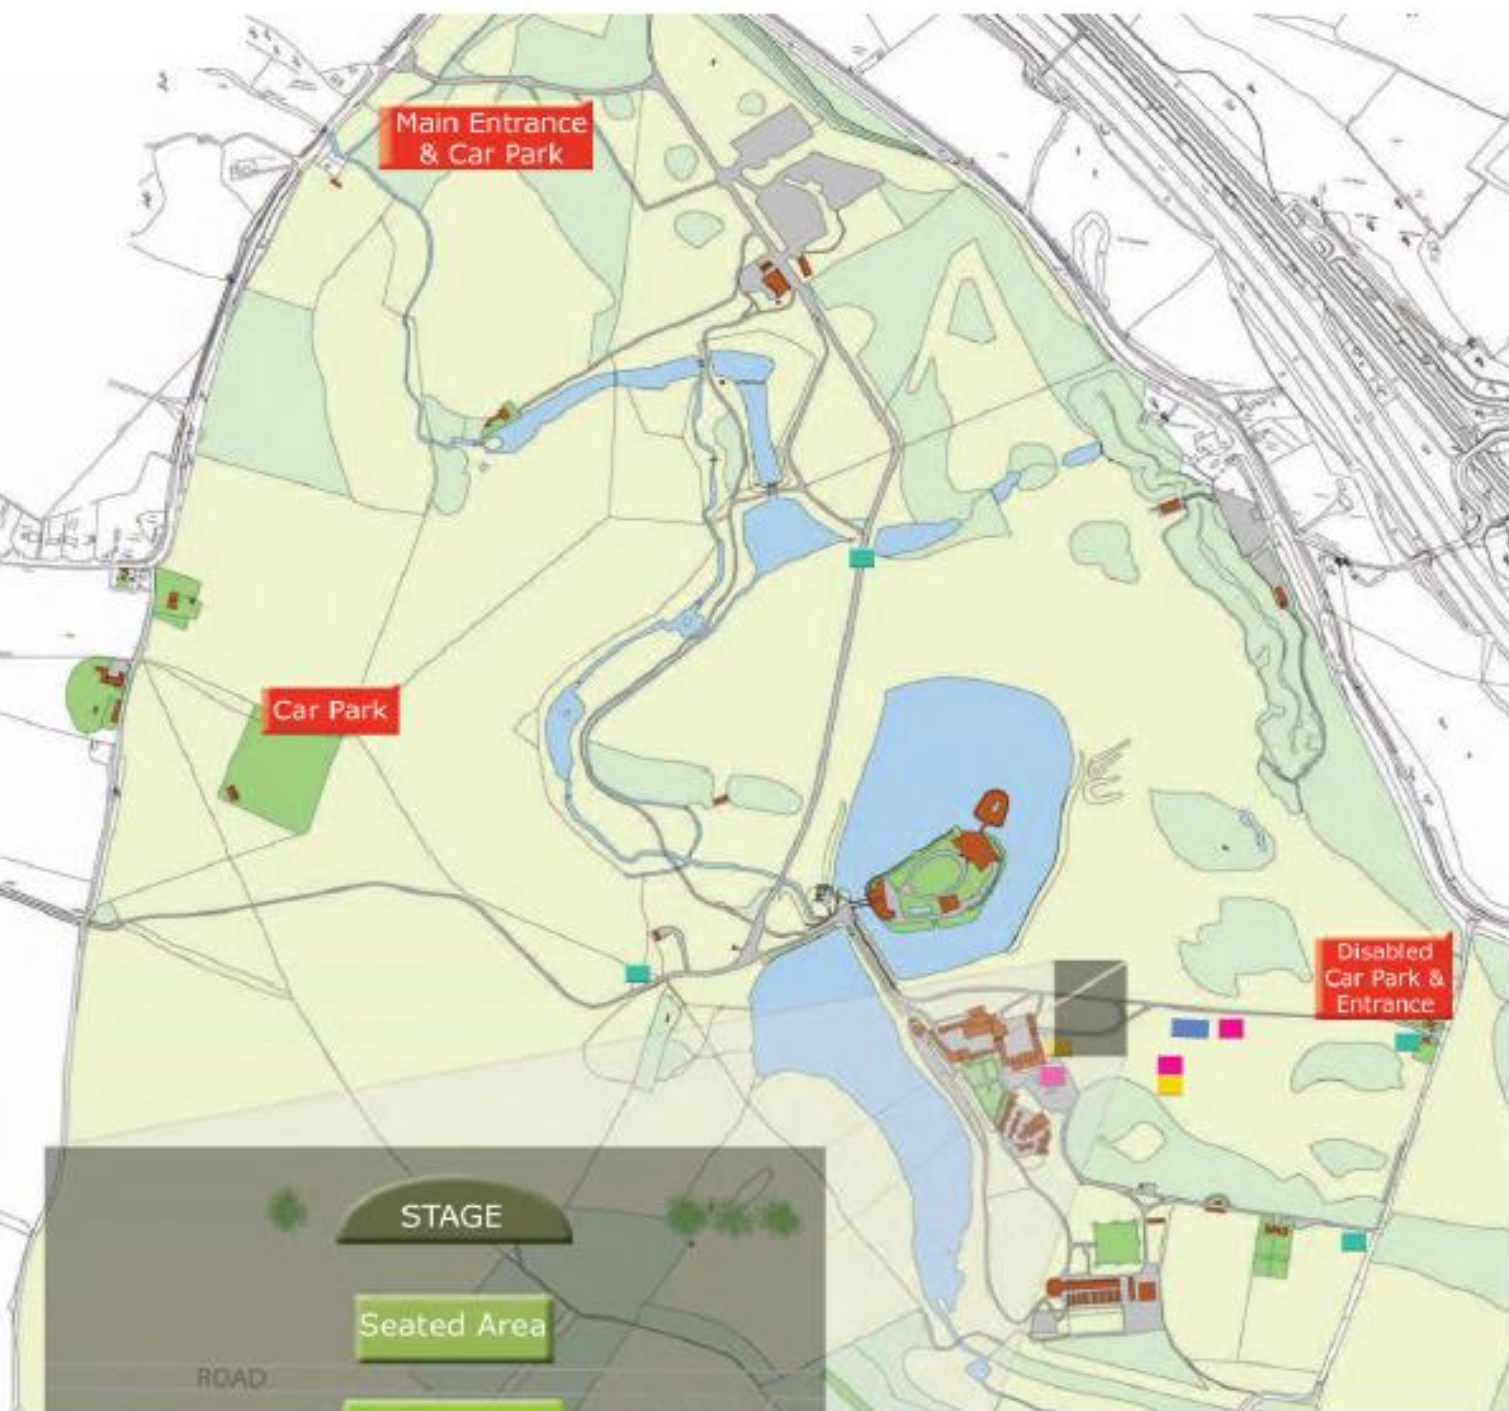 Main Entrance
& Car Park
Car Park
Disabled
Car Park &
Entrance
STAGE
Seated Area
ROAD